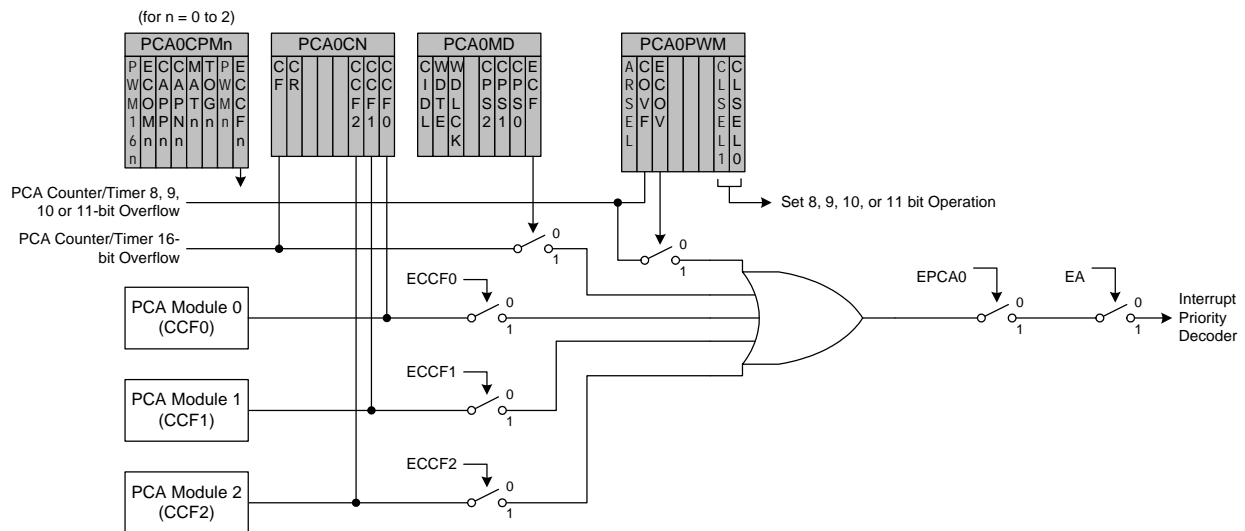 (for n = 0 to 2)
PCA0CPMn
PWM16n
ECOMn
CAPPn
CAPNn
MATn
TOGn
PWMn
ECCFn
PCA0CN
CF
CR
CCF2
CCF1
CCF0
PCA0MD
CIDL
WDTE
WDLCK
CPS2
CPS1
CPS0
ECF
PCA0PWM
ARSEL
COVF
ECOV
CLSEL1
CLSEL0
PCA Counter/Timer 8, 9,
10 or 11-bit Overflow
Set 8, 9, 10, or 11 bit Operation
PCA Counter/Timer 16-
bit Overflow
0
1
0
1
PCA Module 0
(CCF0)
ECCF0
0
1
EPCA0
0
1
EA
0
1
Interrupt
Priority
Decoder
PCA Module 1
(CCF1)
ECCF1
0
1
PCA Module 2
(CCF2)
ECCF2
0
1